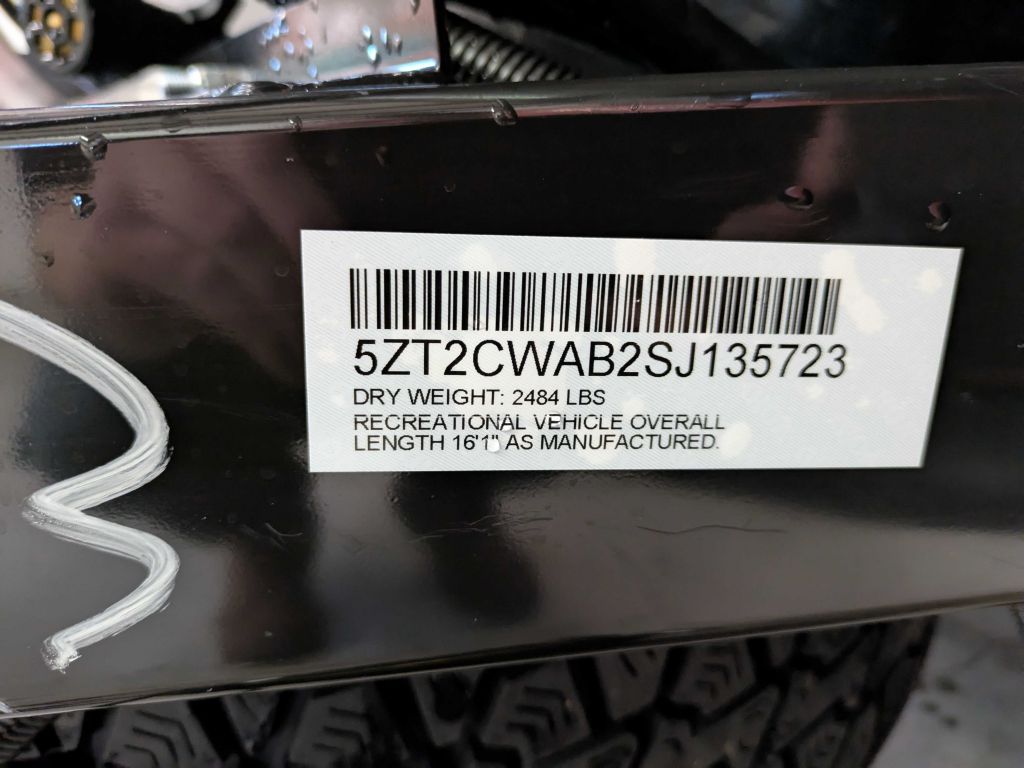 5ZT2CWAB2SJ135723
DRY WEIGHT: 2484 LBS
RECREATIONAL VEHICLE OVERALL
LENGTH 16'1" AS MANUFACTURED.